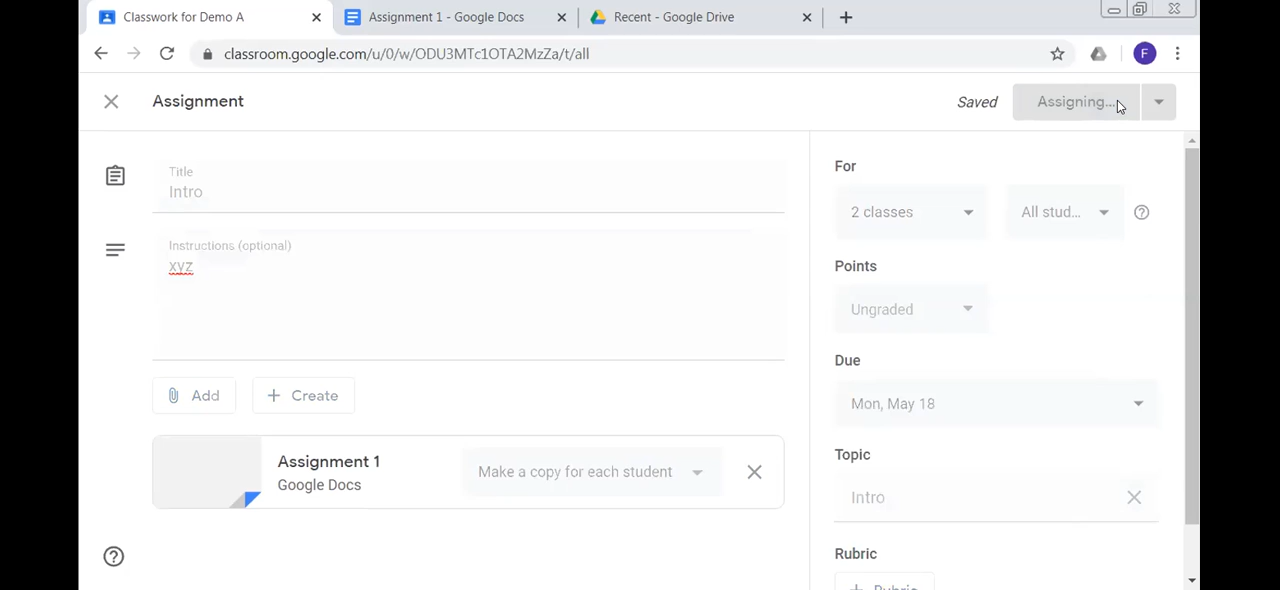 Classwork for Demo A
Assignment 1 - Google Docs
Recent - Google Drive
classroom.google.com/u/0/w/ODU3MTc1OTA2MzZa/t/all
F
Assignment
Saved
Assigning...
Title
Intro
Instructions (optional)
xyz
Add
Create
Assignment 1
Google Docs
Make a copy for each student
For
2 classes
All stud...
Points
Ungraded
Due
Mon, May 18
Topic
Intro
Rubric
Rubric